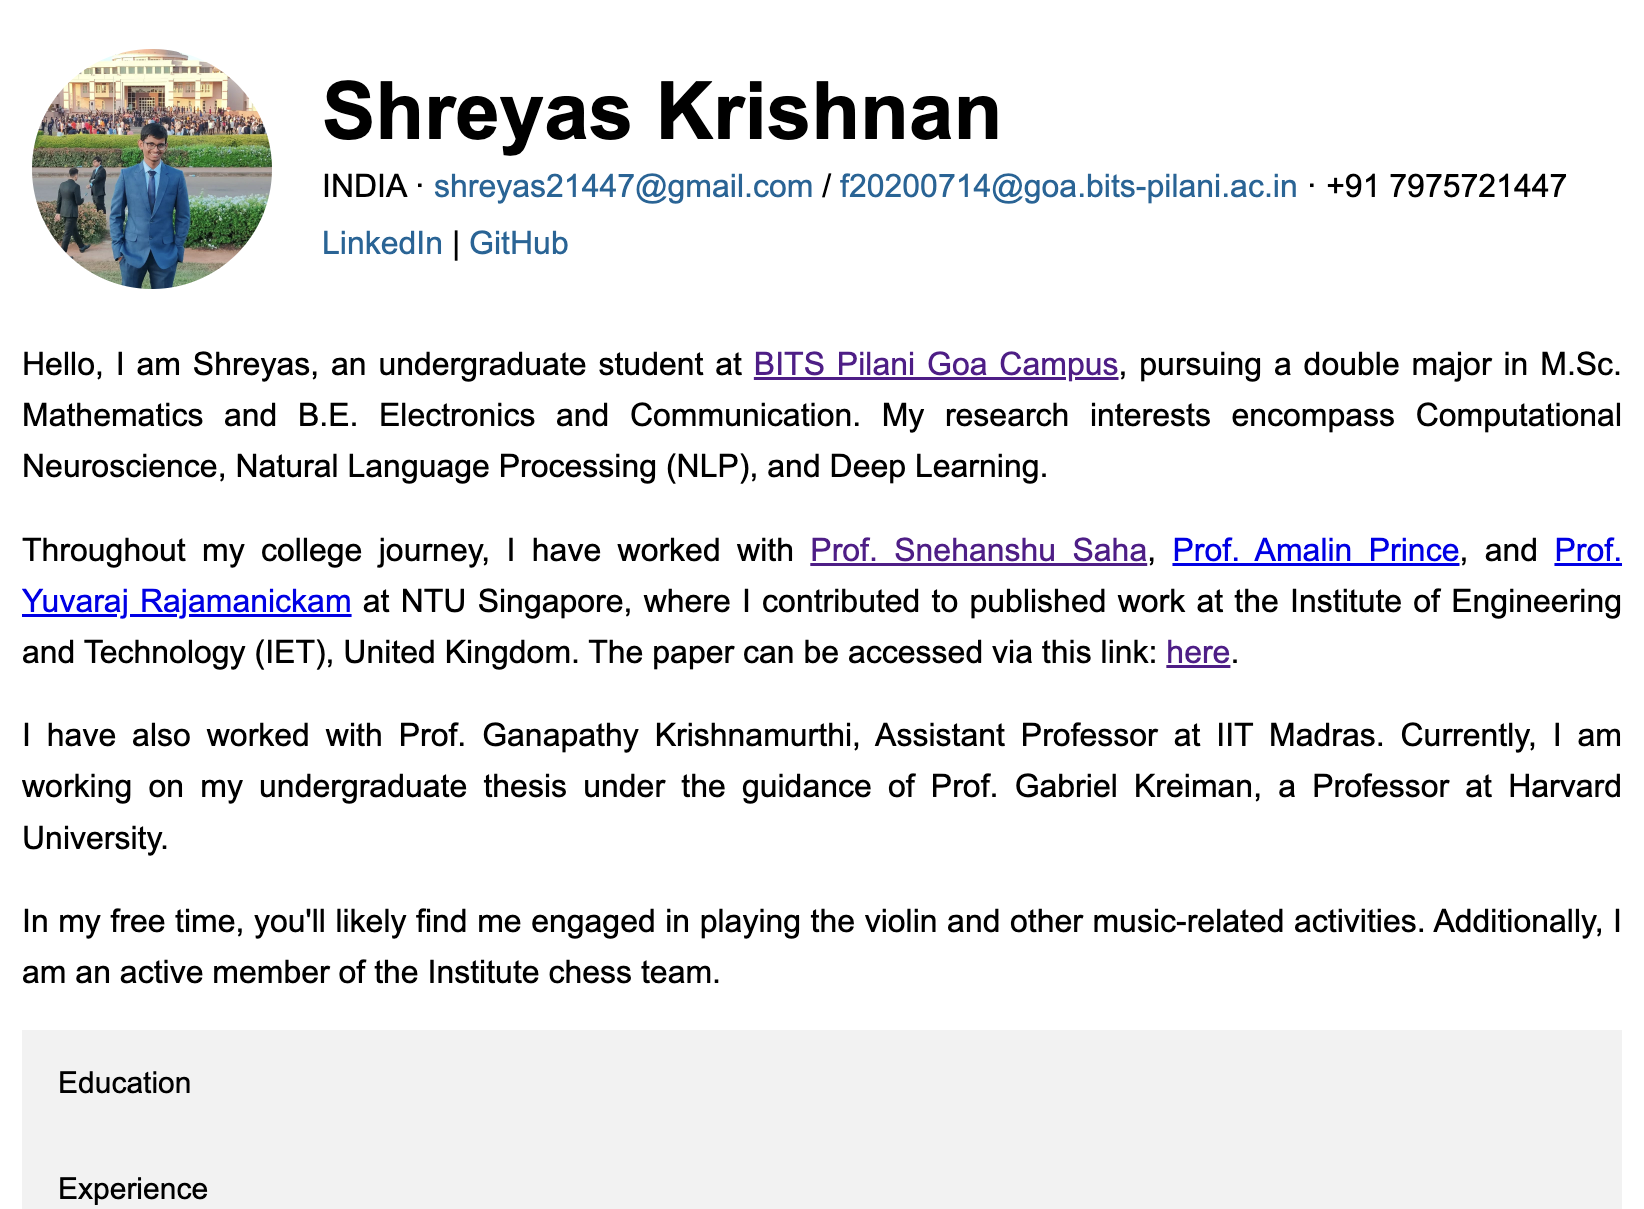 Shreyas Krishnan
INDIA · shreyas21447@gmail.com / f20200714@goa.bits-pilani.ac.in · +91 7975721447
LinkedIn | GitHub
Hello, I am Shreyas, an undergraduate student at BITS Pilani Goa Campus, pursuing a double major in M.Sc.
Mathematics and B.E. Electronics and Communication. My research interests encompass Computational
Neuroscience, Natural Language Processing (NLP), and Deep Learning.
Throughout my college journey, I have worked with Prof. Snehanshu Saha, Prof. Amalin Prince, and Prof.
Yuvaraj Rajamanickam at NTU Singapore, where I contributed to published work at the Institute of Engineering
and Technology (IET), United Kingdom. The paper can be accessed via this link: here.
I have also worked with Prof. Ganapathy Krishnamurthi, Assistant Professor at IIT Madras. Currently, I am
working on my undergraduate thesis under the guidance of Prof. Gabriel Kreiman, a Professor at Harvard
University.
In my free time, you'll likely find me engaged in playing the violin and other music-related activities. Additionally, I
am an active member of the Institute chess team.
Education
Experience